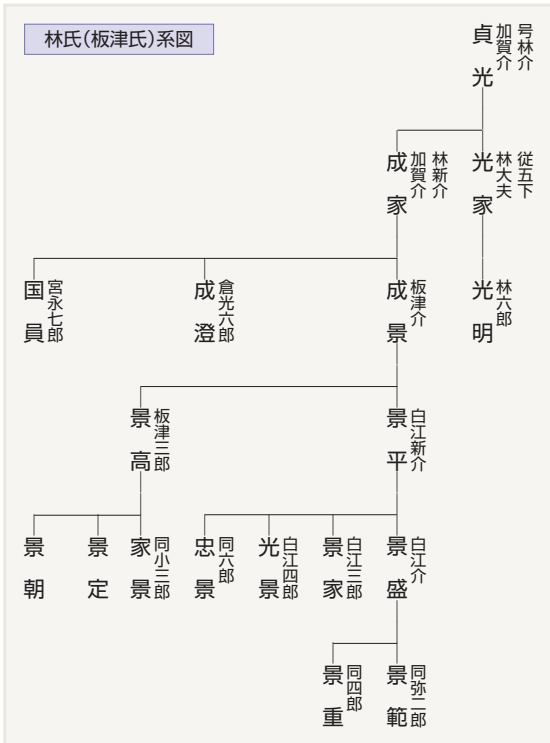 林氏(板津氏)系図
号林介
加賀介
貞光
従五下
林大夫
光家
林新介
加賀介
成家
林六郎
光明
板津介
成景
倉光六郎
成澄
宮永七郎
国員
白江新介
景平
板津三郎
景高
白江介
景盛
白江三郎
景家
白江四郎
光景
同六郎
忠景
同小三郎
家景
景定
景朝
同弥二郎
景範
同四郎
景重